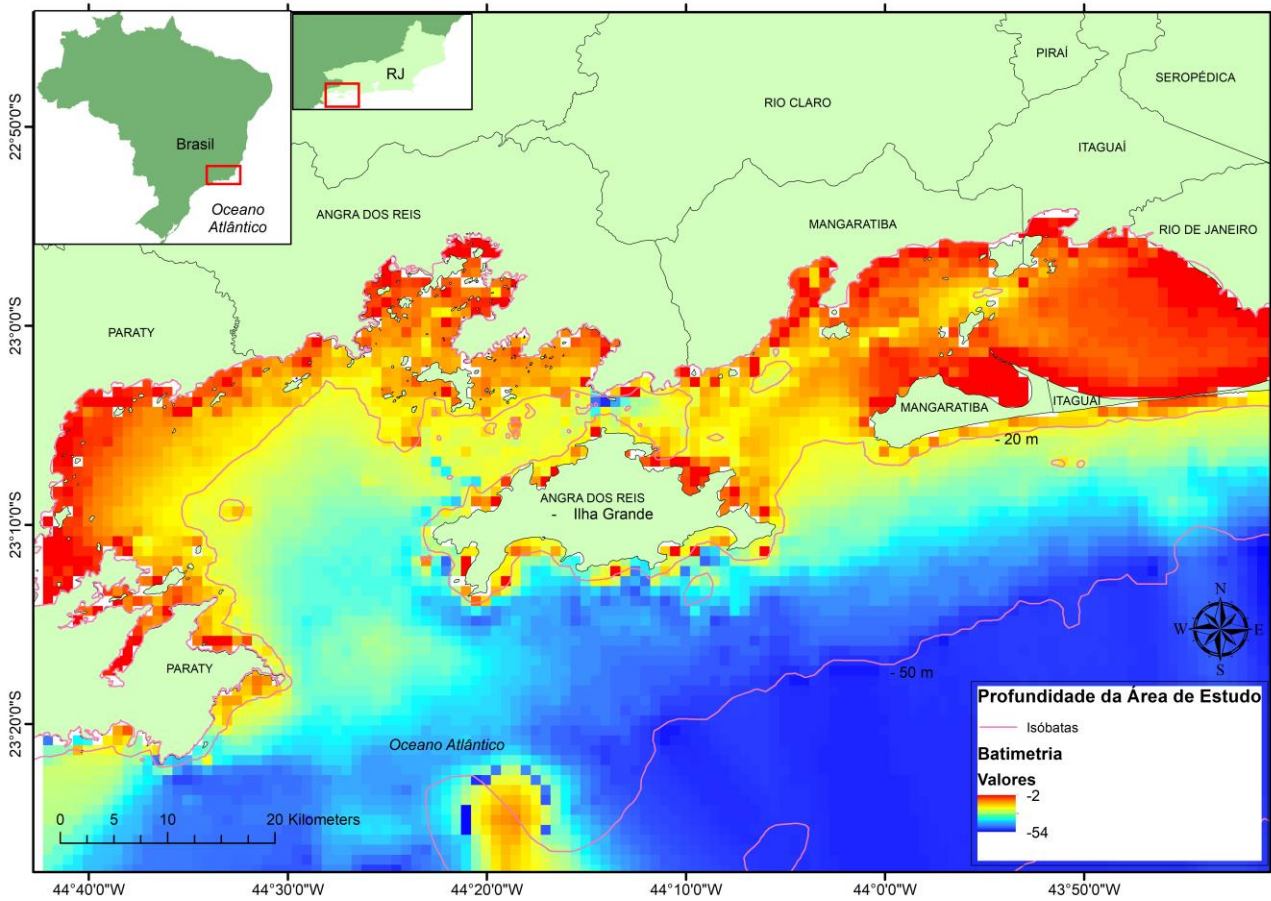 RJ
PIRAÍ
SEROPÉDICA
RIO CLARO
Brasil
ITAGUAÍ
Oceano
Atlântico
ANGRA DOS REIS
MANGARATIBA
RIO DE JANEIRO
PARATY
MANGARATIBA
ITAGUAÍ
- 20 m
ANGRA DOS REIS
- Ilha Grande
N
W E
S
PARATY
- 50 m
Oceano Atlântico
Profundidade da Área de Estudo
Isóbatas
Batimetria
Valores
-2
-54
0 5 10 20 Kilometers
22°50'0"S
23°0'0"S
23°10'0"S
23°20'0"S
44°40'0"W 44°30'0"W 44°20'0"W 44°10'0"W 44°0'0"W 43°50'0"W